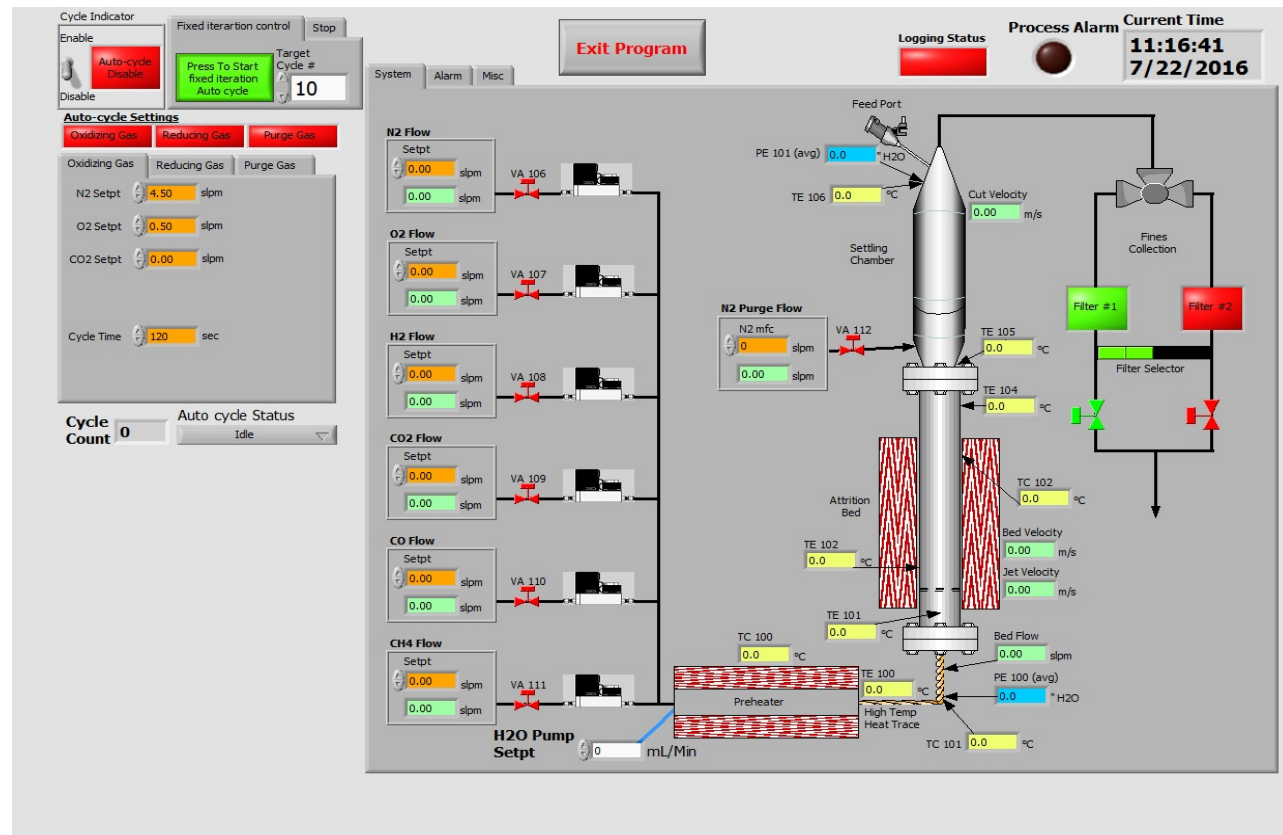 Cycle Indicator
Enable
Auto-cycle
Disable
Disable
Fixed iterartion control
Stop
Press To Start
fixed iteration
Auto cycle
Target
Cycle #
10
Exit Program
Logging Status
Process Alarm
Current Time
11:16:41
7/22/2016
Auto-cycle Settings
Oxidizing Gas
Reducing Gas
Purge Gas
Oxidizing Gas
Reducing Gas
Purge Gas
N2 Setpt 4.50 slpm
O2 Setpt 0.50 slpm
CO2 Setpt 0.00 slpm
Cycle Time 120 sec
Cycle
Count 0
Auto cycle Status
Idle
System
Alarm
Misc
N2 Flow
Setpt
0.00 slpm
0.00 slpm
VA 106
O2 Flow
Setpt
0.00 slpm
0.00 slpm
VA 107
H2 Flow
Setpt
0.00 slpm
0.00 slpm
VA 108
CO2 Flow
Setpt
0.00 slpm
0.00 slpm
VA 109
CO Flow
Setpt
0.00 slpm
0.00 slpm
VA 110
CH4 Flow
Setpt
0.00 slpm
0.00 slpm
VA 111
H2O Pump
Setpt 0 mL/Min
Feed Port
PE 101 (avg) 0.0 "H2O
TE 106 0.0 ºC
Cut Velocity
0.00 m/s
Settling
Chamber
N2 Purge Flow
N2 mfc
0 slpm
0.00 slpm
VA 112
TE 105
0.0 ºC
TE 104
0.0 ºC
TC 102
0.0 ºC
Attrition
Bed
Bed Velocity
0.00 m/s
Jet Velocity
0.00 m/s
TE 102
0.0 ºC
TE 101
0.0 ºC
TC 100
0.0 ºC
Preheater
TE 100
0.0 ºC
High Temp
Heat Trace
Bed Flow
0.00 slpm
PE 100 (avg)
0.0 "H2O
TC 101 0.0 ºC
Fines
Collection
Filter #1
Filter #2
Filter Selector